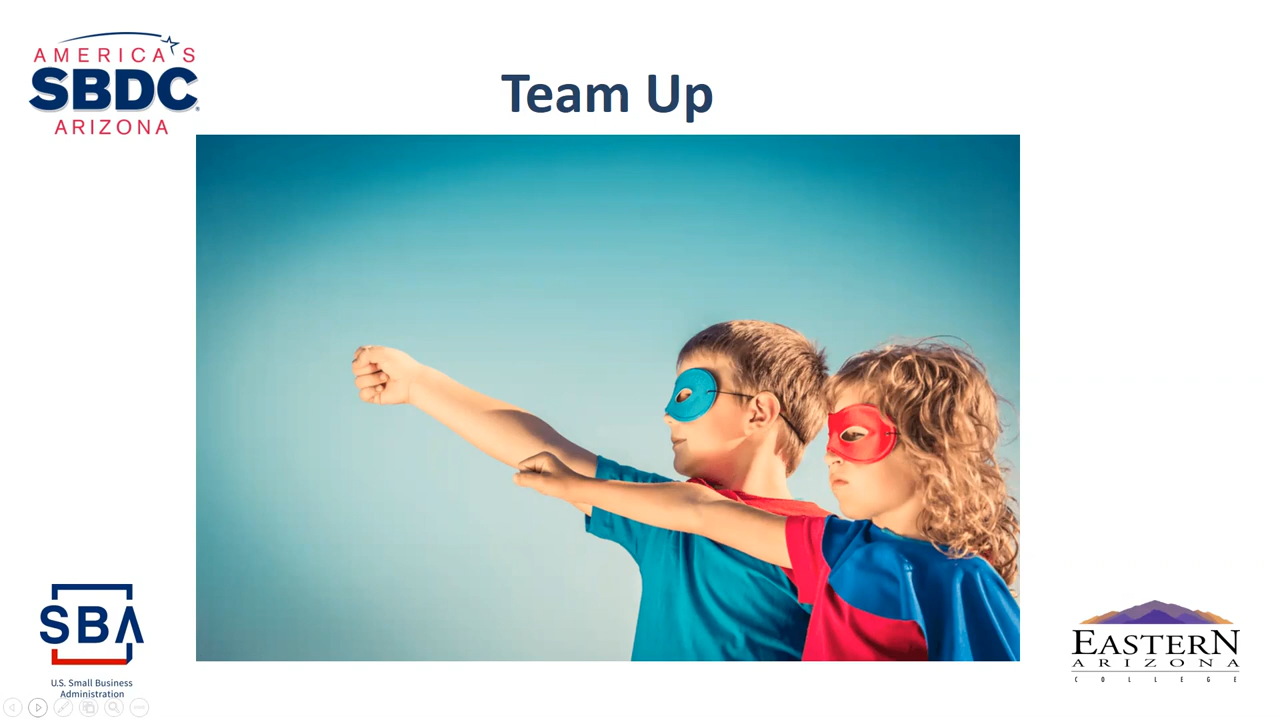 AMERICA'S
SBDC
ARIZONA
Team Up
SBA
U.S. Small Business
Administration
EASTERN
ARIZONA
COLLEGE